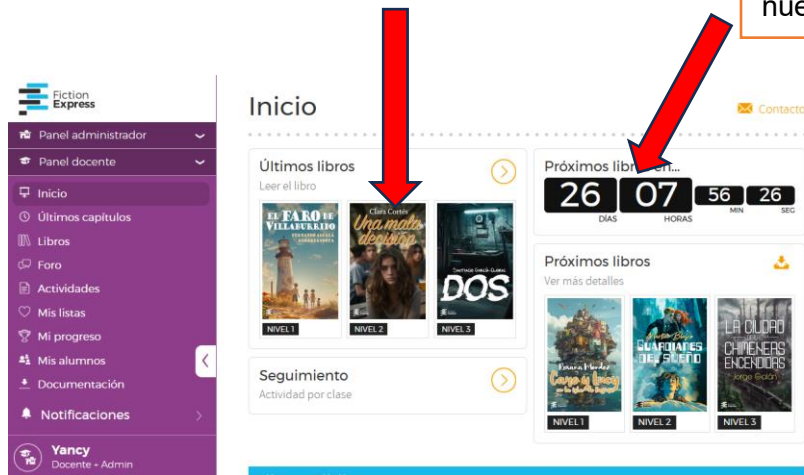 nue
Fiction
Express
Panel administrador
Panel docente
Inicio
Últimos capítulos
Libros
Foro
Actividades
Mis listas
Mi progreso
Mis alumnos
Documentación
Notificaciones
Yancy
Docente - Admin
Inicio
Contacto
Últimos libros
Leer el libro
EL FARO DE
VILLABURRIDO
NIVEL 1
Clara Cortés
Una mala
decisión
NIVEL 2
DOS
NIVEL 3
Seguimiento
Actividad por clase
Próximos libros en...
26 07 56 26
DÍAS HORAS MIN SEG
Próximos libros
Ver más detalles
NIVEL 1
GUARDIANES
DEL SUEÑO
NIVEL 2
LA CIUDAD
CHIMENEAS
ENCENDIDAS
Jorge Galán
NIVEL 3